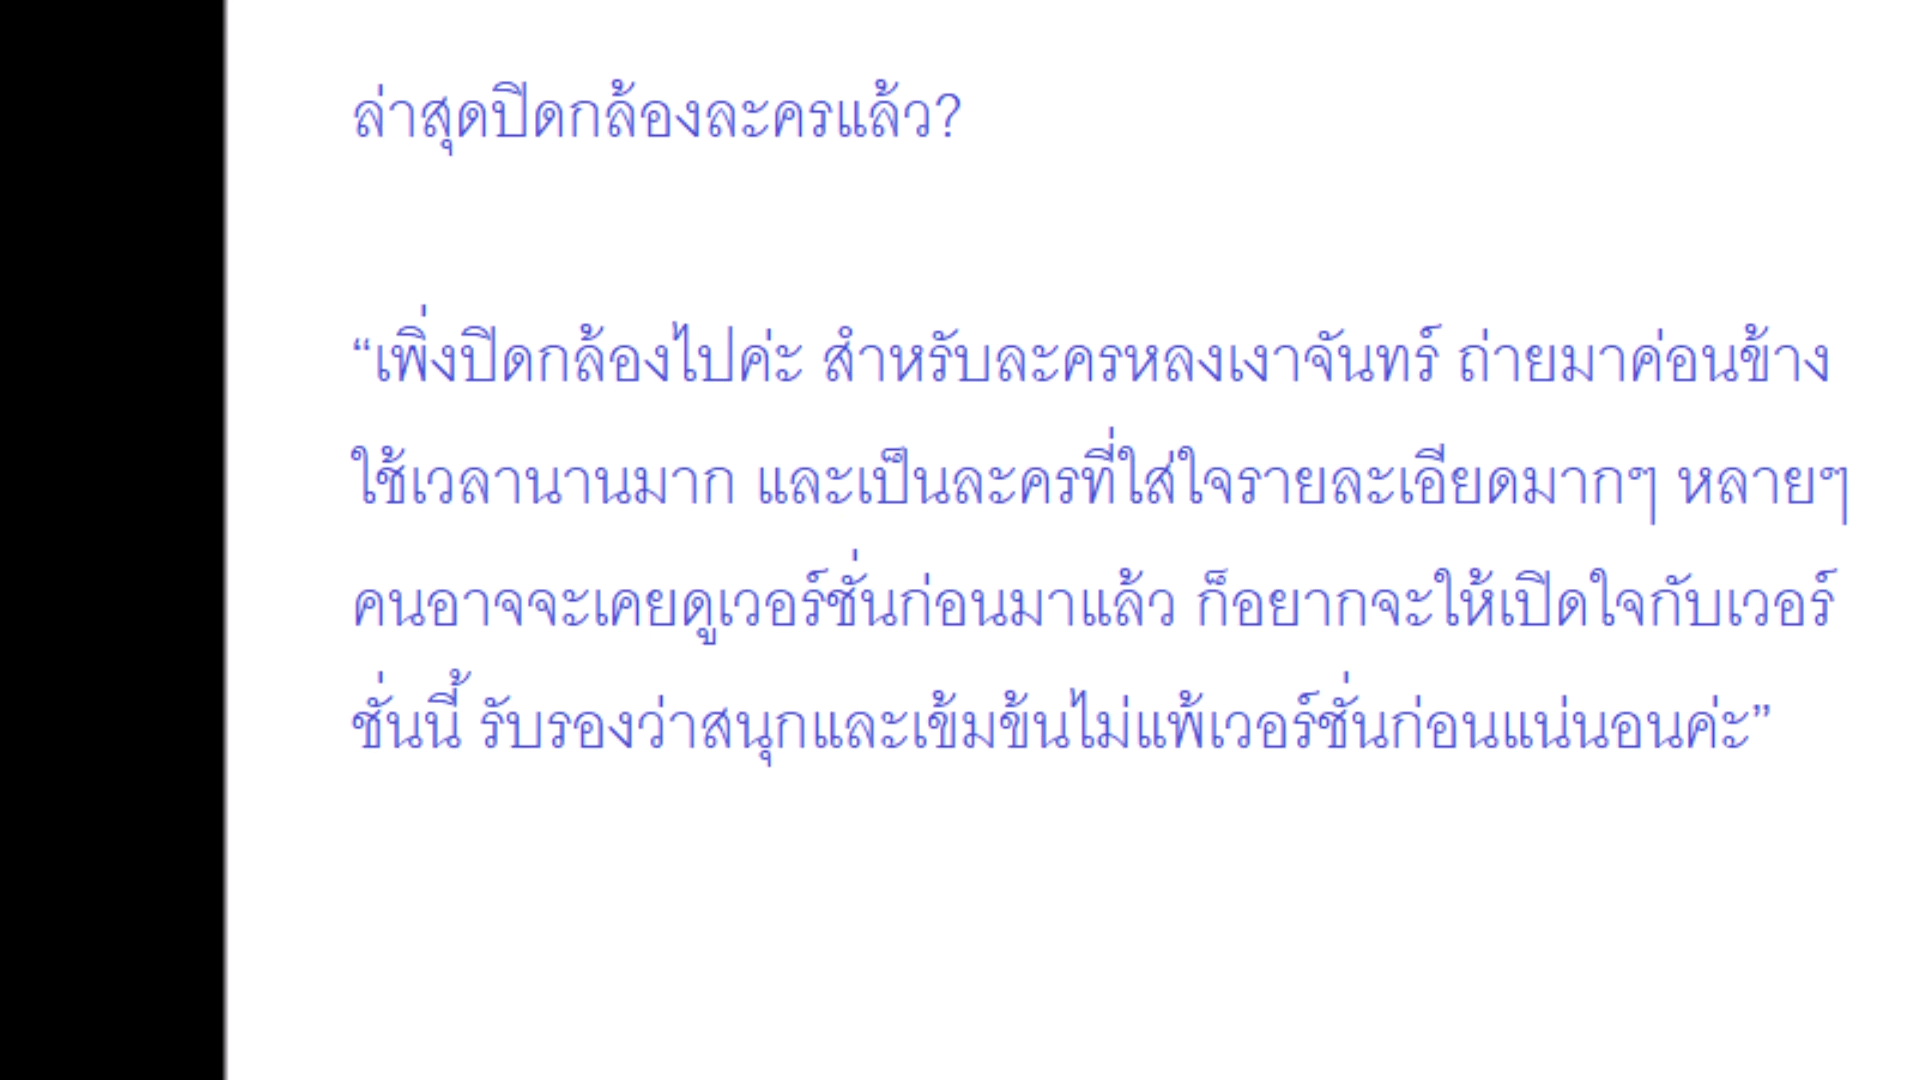 ล่าสุดปิดกล้องละครแล้ว?
“เพิ่งปิดกล้องไปค่ะ สำหรับละครหลงเงาจันทร์ ถ่ายมาค่อนข้าง
ใช้เวลานานมาก และเป็นละครที่ใส่ใจรายละเอียดมากๆ หลายๆ
คนอาจจะเคยดูเวอร์ชั่นก่อนมาแล้ว ก็อยากจะให้เปิดใจกับเวอร์
ชั่นนี้ รับรองว่าสนุกและเข้มข้นไม่แพ้เวอร์ชั่นก่อนแน่นอนค่ะ”